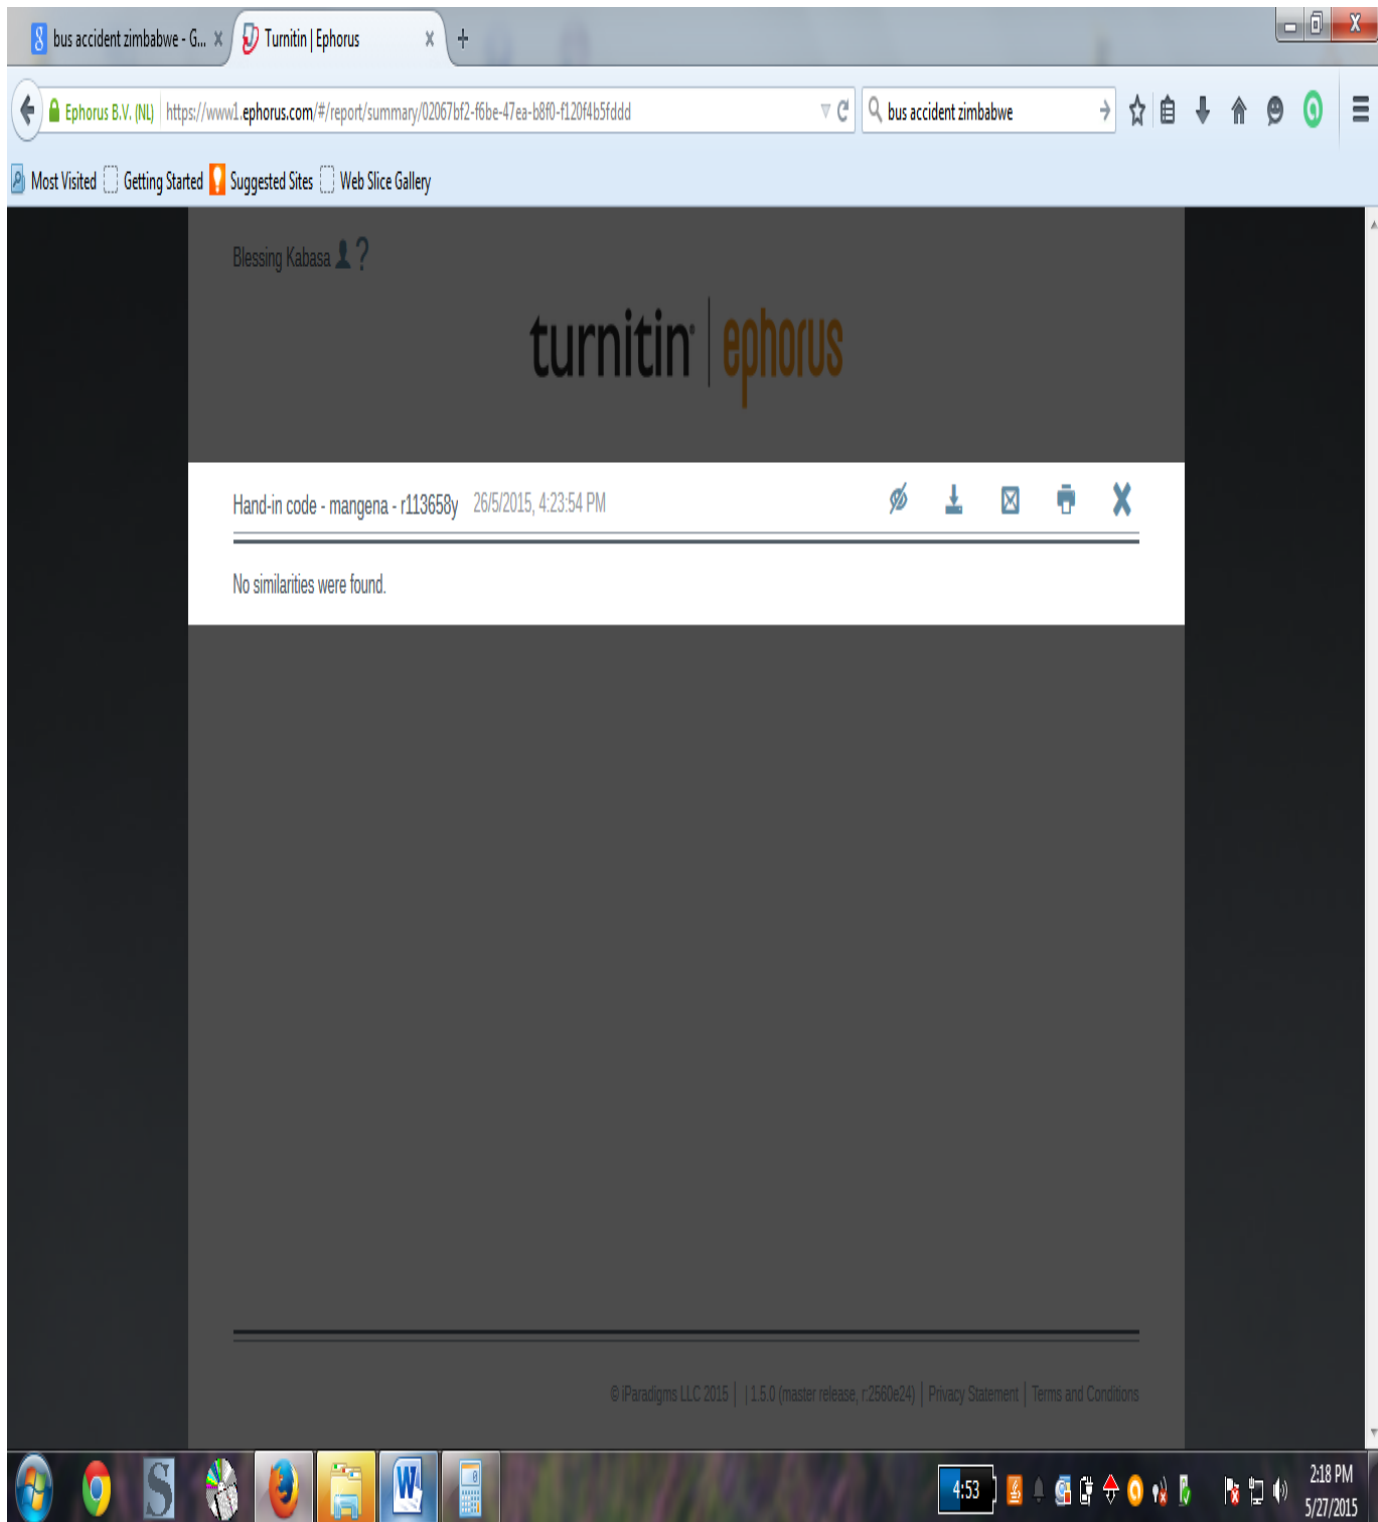 bus accident zimbabwe - G...
Turnitin | Ephorus
Ephorus B.V. (NL) https://www1.ephorus.com/#/report/summary/02067bf2-f6be-47ea-b8f0-f120f4b5fddd
bus accident zimbabwe
Most Visited Getting Started Suggested Sites Web Slice Gallery
Blessing Kabasa ?
turnitin | ephorus
Hand-in code - mangena - r113658y 26/5/2015, 4:23:54 PM
No similarities were found.
© iParadigms LLC 2015 | | 1.5.0 (master release, r:2560e24) | Privacy Statement | Terms and Conditions
4:53
2:18 PM
5/27/2015